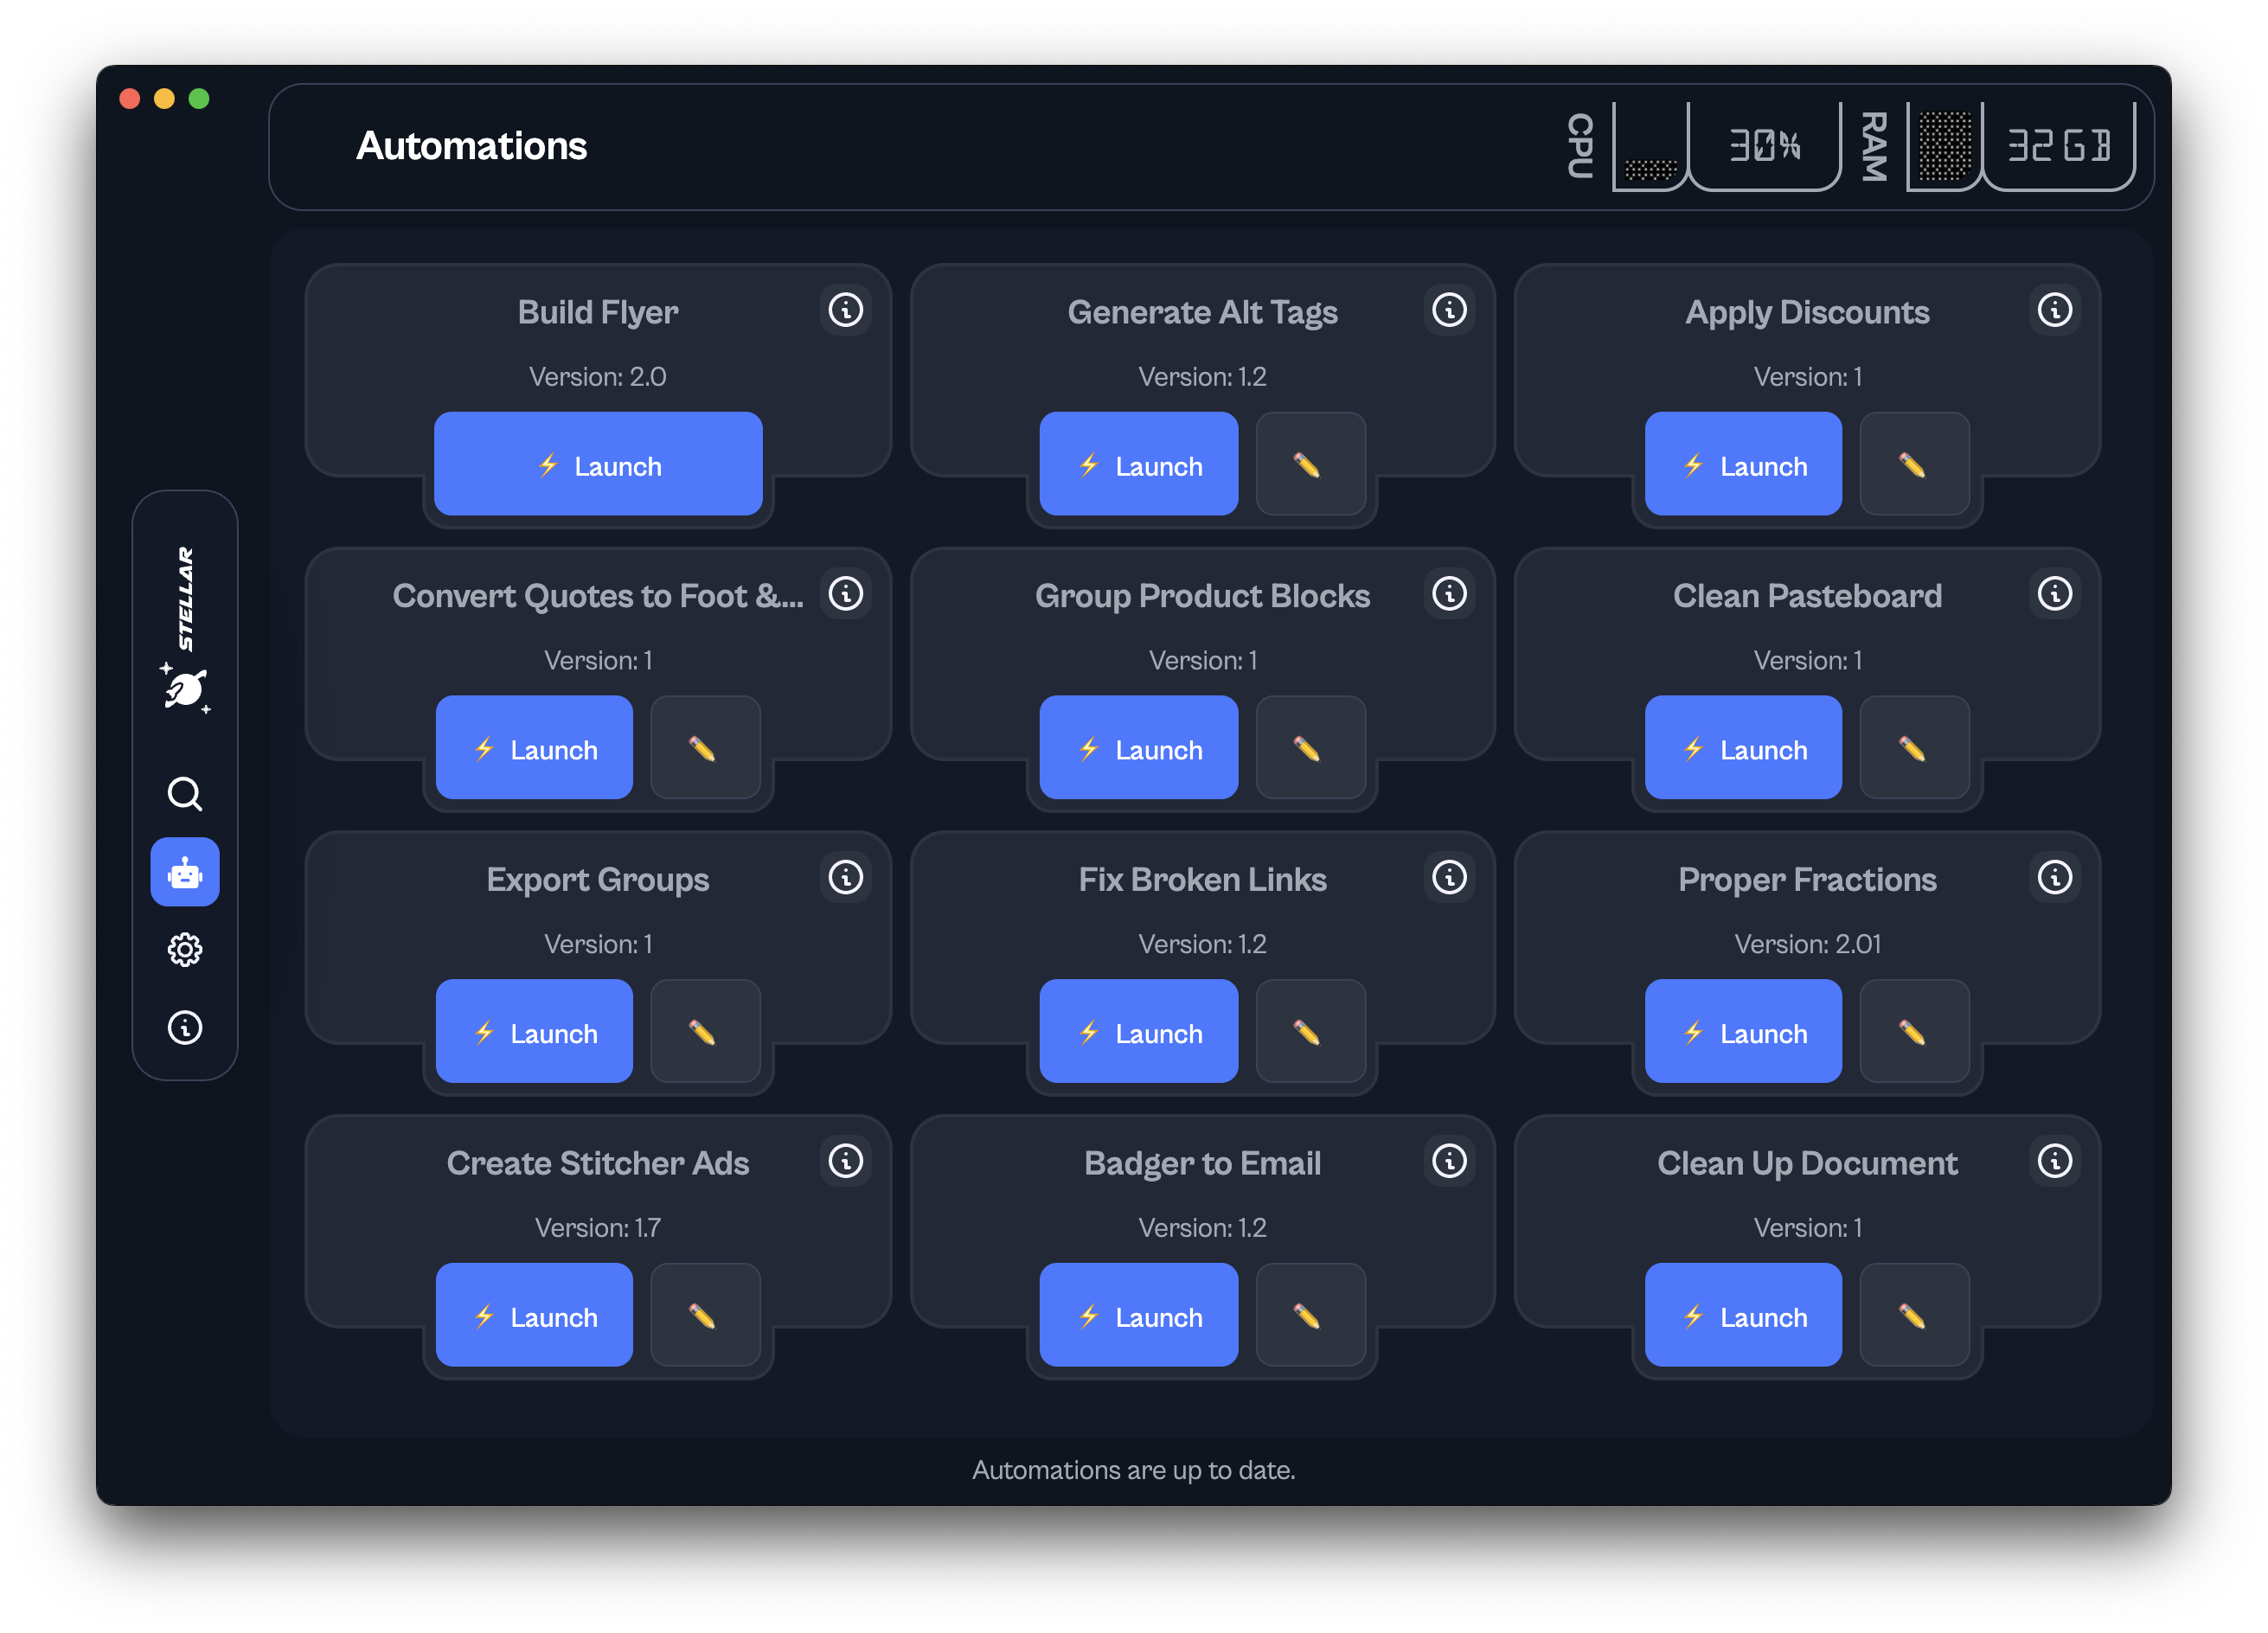 Automations
CPU
30%
RAM
32GB
STELLAR
Build Flyer
Version: 2.0
Launch
Generate Alt Tags
Version: 1.2
Launch
Apply Discounts
Version: 1
Launch
Convert Quotes to Foot &...
Version: 1
Launch
Group Product Blocks
Version: 1
Launch
Clean Pasteboard
Version: 1
Launch
Export Groups
Version: 1
Launch
Fix Broken Links
Version: 1.2
Launch
Proper Fractions
Version: 2.01
Launch
Create Stitcher Ads
Version: 1.7
Launch
Badger to Email
Version: 1.2
Launch
Clean Up Document
Version: 1
Launch
Automations are up to date.